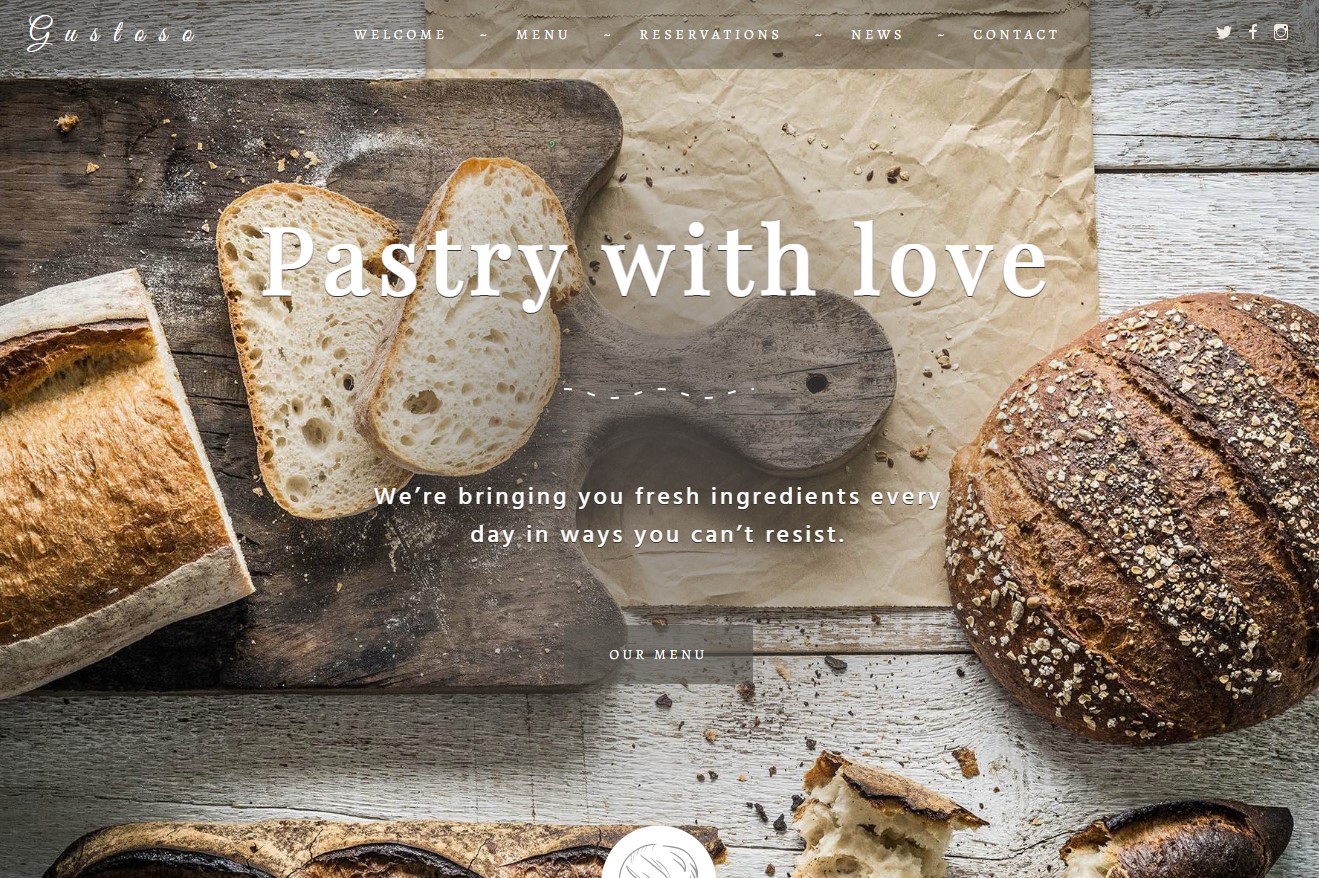 Gustoso
WELCOME ~ MENU ~ RESERVATIONS ~ NEWS ~ CONTACT
Pastry with love
We’re bringing you fresh ingredients every
day in ways you can’t resist.
OUR MENU